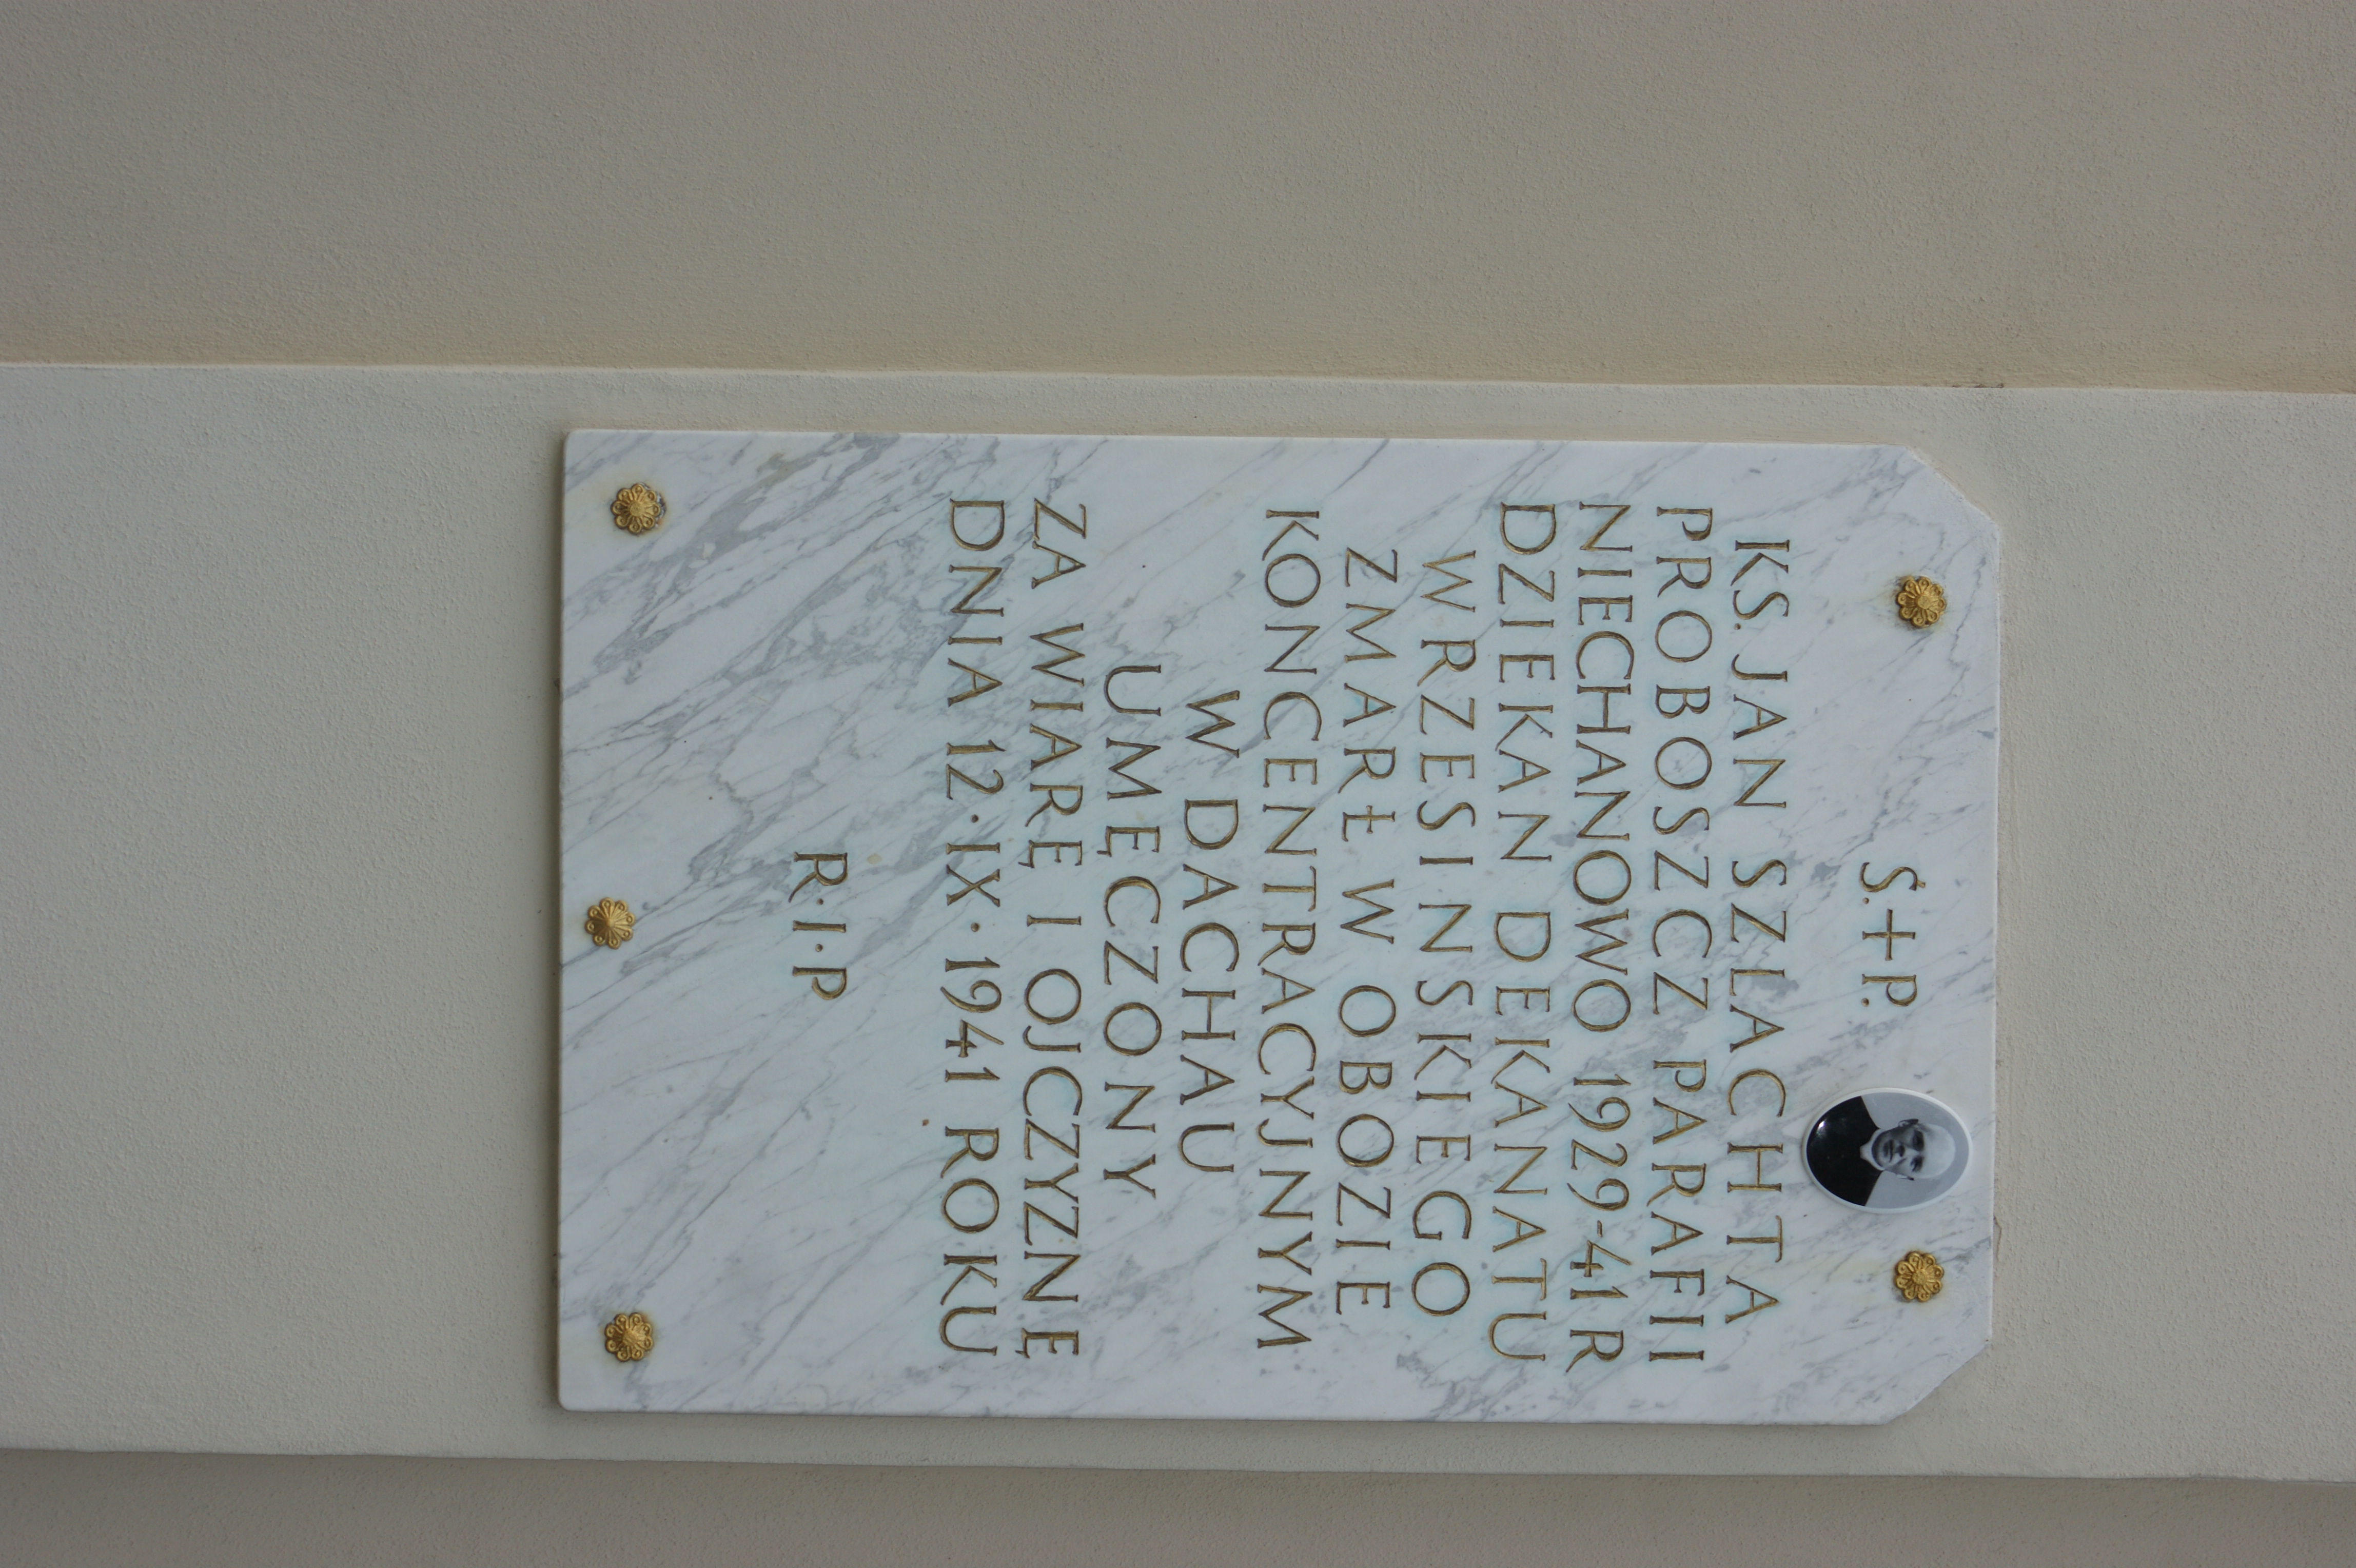 Ś.+P.
KS. JAN SZLACHTA
PROBOSZCZ PARAFII
NIECHANOWO 1929-41 R
DZIEKAN DEKANATU
WRZESINSKIEGO
ZMARŁ W OBOZIE
KONCENTRACYJNYM
W DACHAU
UMĘCZONY
ZA WIARĘ I OJCZYZNĘ
DNIA 12·IX·1941 ROKU
R·I·P